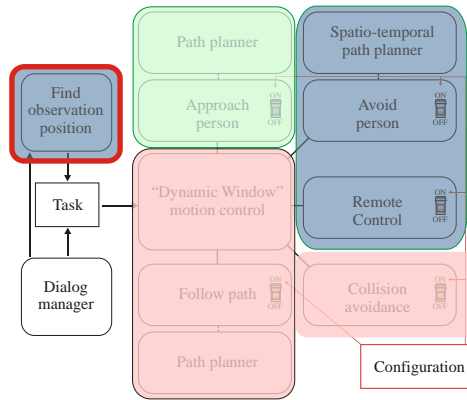 Path planner
Spatio-temporal
path planner
Find
observation
position
Approach
person
ON
OFF
Avoid
person
ON
OFF
Task
“Dynamic Window”
motion control
Remote
Control
ON
OFF
Dialog
manager
Follow path
ON
OFF
Collision
avoidance
ON
OFF
Path planner
Configuration